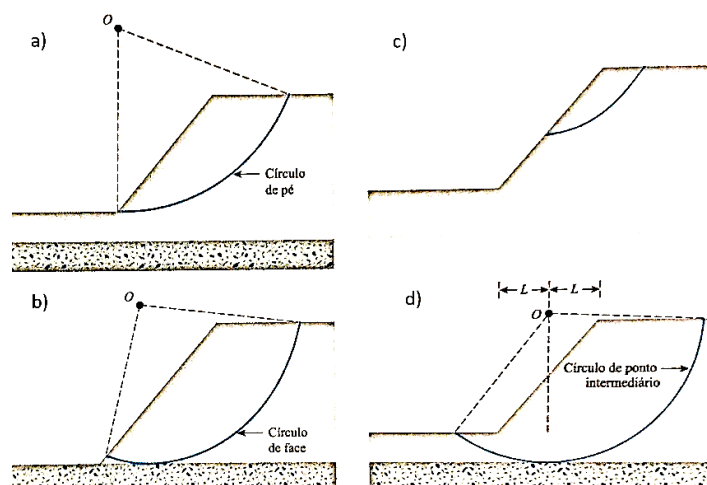 a)
O
Círculo
de pé
c)
b)
O
Círculo
de face
L
L
d)
O
Círculo de ponto
intermediário